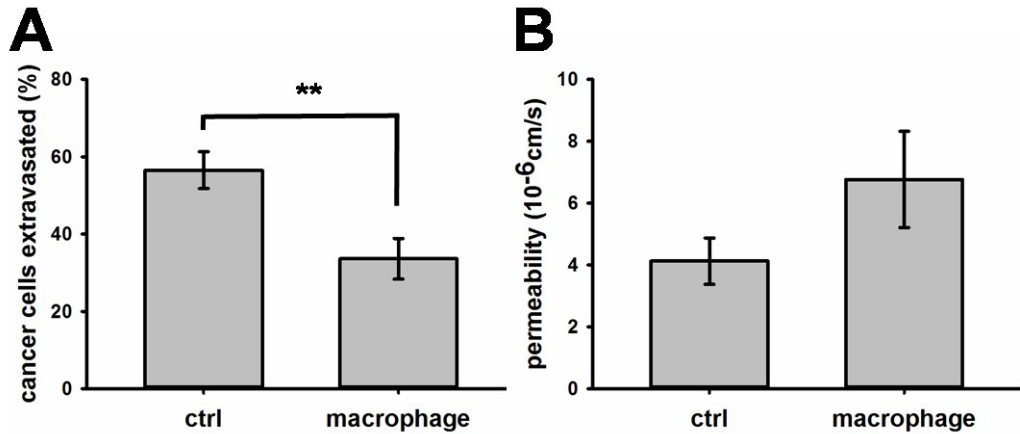 A
cancer cells extravasated (%)
80
60
40
20
0
**
ctrl
macrophage
B
permeability (10-6cm/s)
10
8
6
4
2
0
ctrl
macrophage